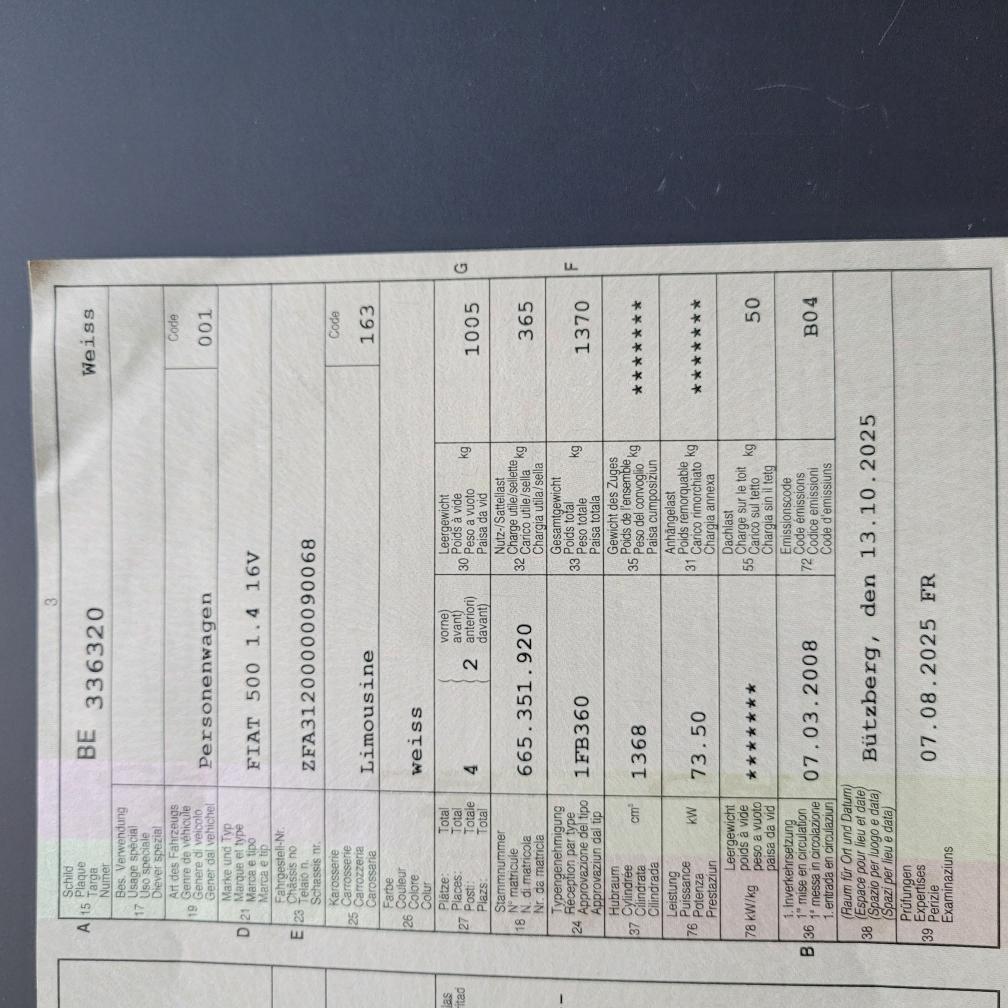 3
A 15 Schild
Plaque
Targa
Numer
BE 336320 Weiss
17 Bes. Verwendung
Usage spécial
Uso speciale
Diever spezial
19 Art des Fahrzeugs
Genre de véhicule
Genere di veicolo
Gener dal vehichel
Personenwagen
Code
001
D 21 Marke und Typ
Marque et type
Marca e tipo
Marca e tip
FIAT 500 1.4 16V
E 23 Fahrgestell-Nr.
Châssis no
Telaio n.
Schassis nr.
ZFA31200000090068
25 Karosserie
Carrosserie
Carrozzeria
Carossaria
Limousine
Code
163
26 Farbe
Couleur
Colore
Colur
weiss
27 Plätze: Total
Places: Total
Posti: Totale
Plazs: Total
4 2
vorne)
avant)
anteriori)
davant)
30 Leergewicht
Poids à vide
Peso a vuoto
Paisa da vid
kg
1005 G
18 Stammnummer
N° matricule
N. di matricola
Nr. da matricla
665.351.920
32 Nutz-/Sattellast
Charge utile/sellette
Carico utile/sella
Chargia utila/sella
kg
365
24 Typengenehmigung
Réception par type
Approvazione del tipo
Approvaziun dal tip
1FB360
33 Gesamtgewicht
Poids total
Peso totale
Paisa totala
kg
1370 F
37 Hubraum
Cylindrée
Cilindrata
Cilindrada
cm³
1368
35 Gewicht des Zuges
Poids de l'ensemble
Peso del convoglio
Paisa cumposiziun
kg
********
76 Leistung
Puissance
Potenza
Prestaziun
kW
73.50
31 Anhängelast
Poids remorquable
Carico rimorchiato
Chargia annexa
kg
********
78 kW/kg Leergewicht
poids à vide
peso a vuoto
paisa da vid
*******
55 Dachlast
Charge sur le toit
Carico sul tetto
Chargia sin il tetg
kg
50
B 36 1. Inverkehrsetzung
1re mise en circulation
1a messa in circolazione
1. entrada en circulaziun
07.03.2008
72 Emissionscode
Code émissions
Codice emissioni
Code d'emissiuns
B04
38 (Raum für Ort und Datum)
(Espace pour lieu et date)
(Spazio per luogo e data)
(Spazi per lieu e data)
Bützberg, den 13.10.2025
39 Prüfungen
Expertises
Perizie
Examinaziuns
07.08.2025 FR